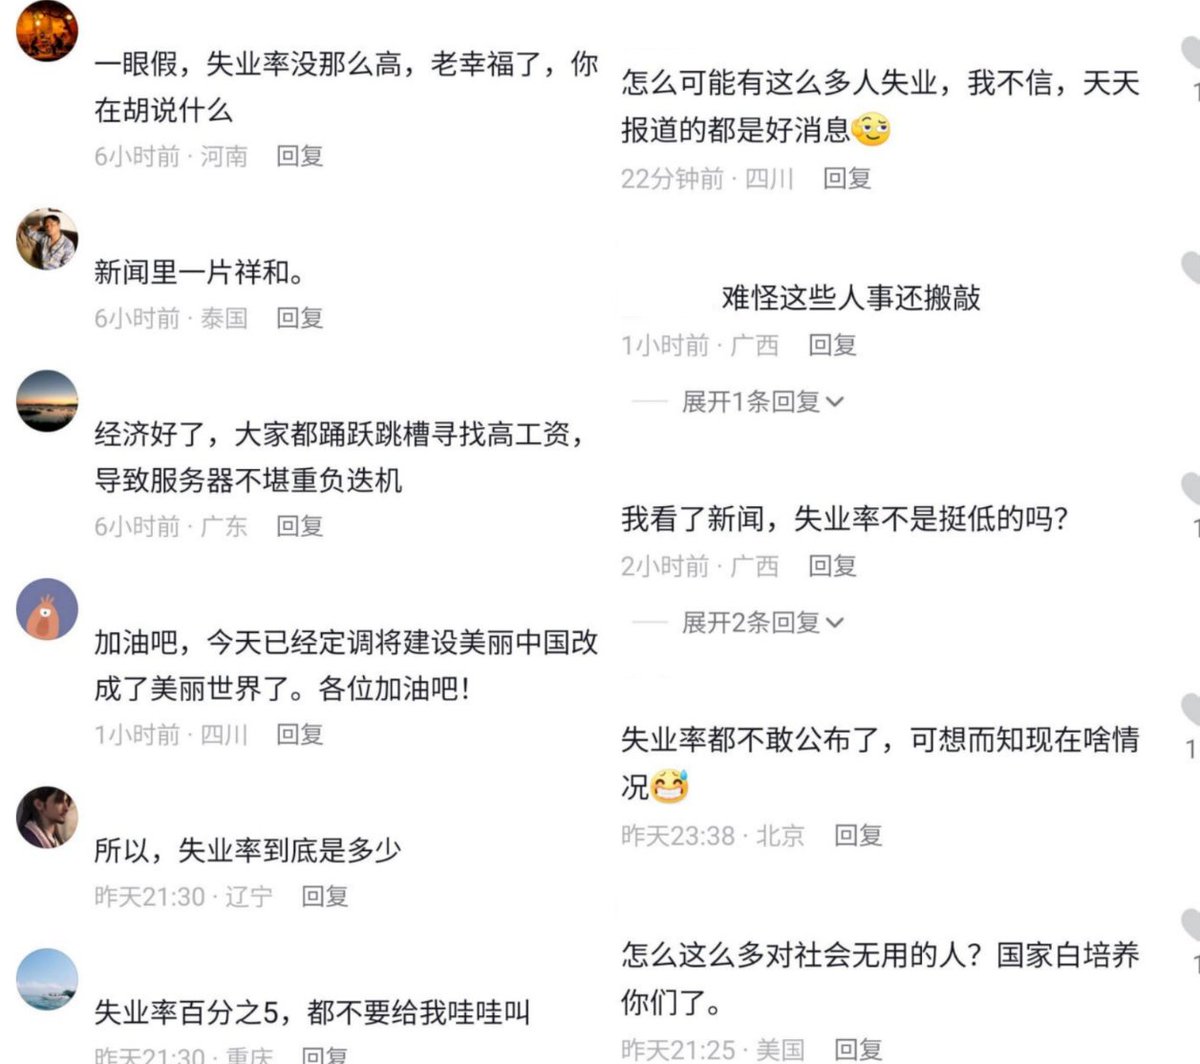 一眼假，失业率没那么高，老幸福了，你
在胡说什么
6小时前 · 河南 回复
新闻里一片祥和。
6小时前 · 泰国 回复
经济好了，大家都踊跃跳槽寻找高工资，
导致服务器不堪重负迭机
6小时前 · 广东 回复
加油吧，今天已经定调将建设美丽中国改
成了美丽世界了。各位加油吧！
1小时前 · 四川 回复
所以，失业率到底是多少
昨天21:30 · 辽宁 回复
失业率百分之5，都不要给我哇哇叫
昨天21:30 · 重庆 回复
怎么可能有这么多人失业，我不信，天天
报道的都是好消息
22分钟前 · 四川 回复
难怪这些人事还搬敲
1小时前 · 广西 回复
展开1条回复
我看了新闻，失业率不是挺低的吗？
2小时前 · 广西 回复
展开2条回复
失业率都不敢公布了，可想而知现在啥情
况
昨天23:38 · 北京 回复
怎么这么多对社会无用的人？国家白培养
你们了。
昨天21:25 · 美国 回复